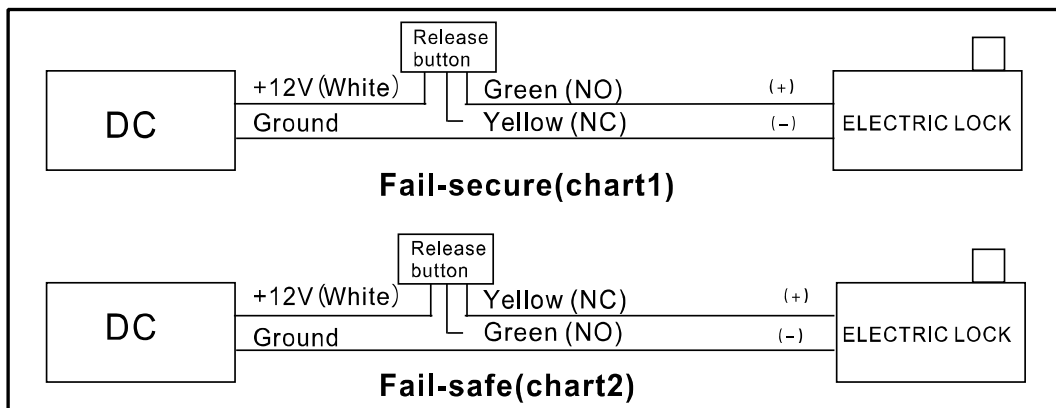 Release
button
+12V(White)
Green (NO)
(+)
DC
Ground
Yellow (NC)
(-)
ELECTRIC LOCK
Fail-secure(chart1)
Release
button
+12V(White)
Yellow (NC)
(+)
DC
Ground
Green (NO)
(-)
ELECTRIC LOCK
Fail-safe(chart2)